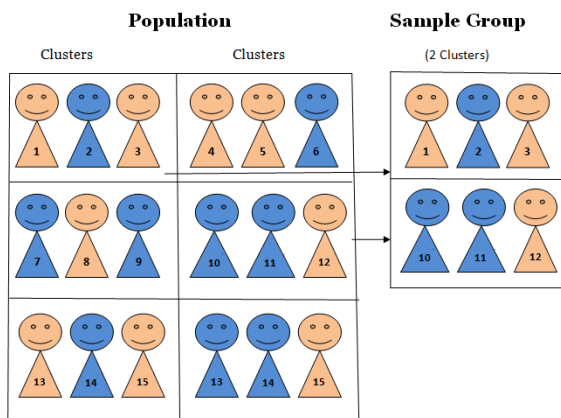 Population
Sample Group
Clusters
Clusters
(2 Clusters)
1 2 3
4 5 6
1 2 3
7 8 9
10 11 12
10 11 12
13 14 15
13 14 15